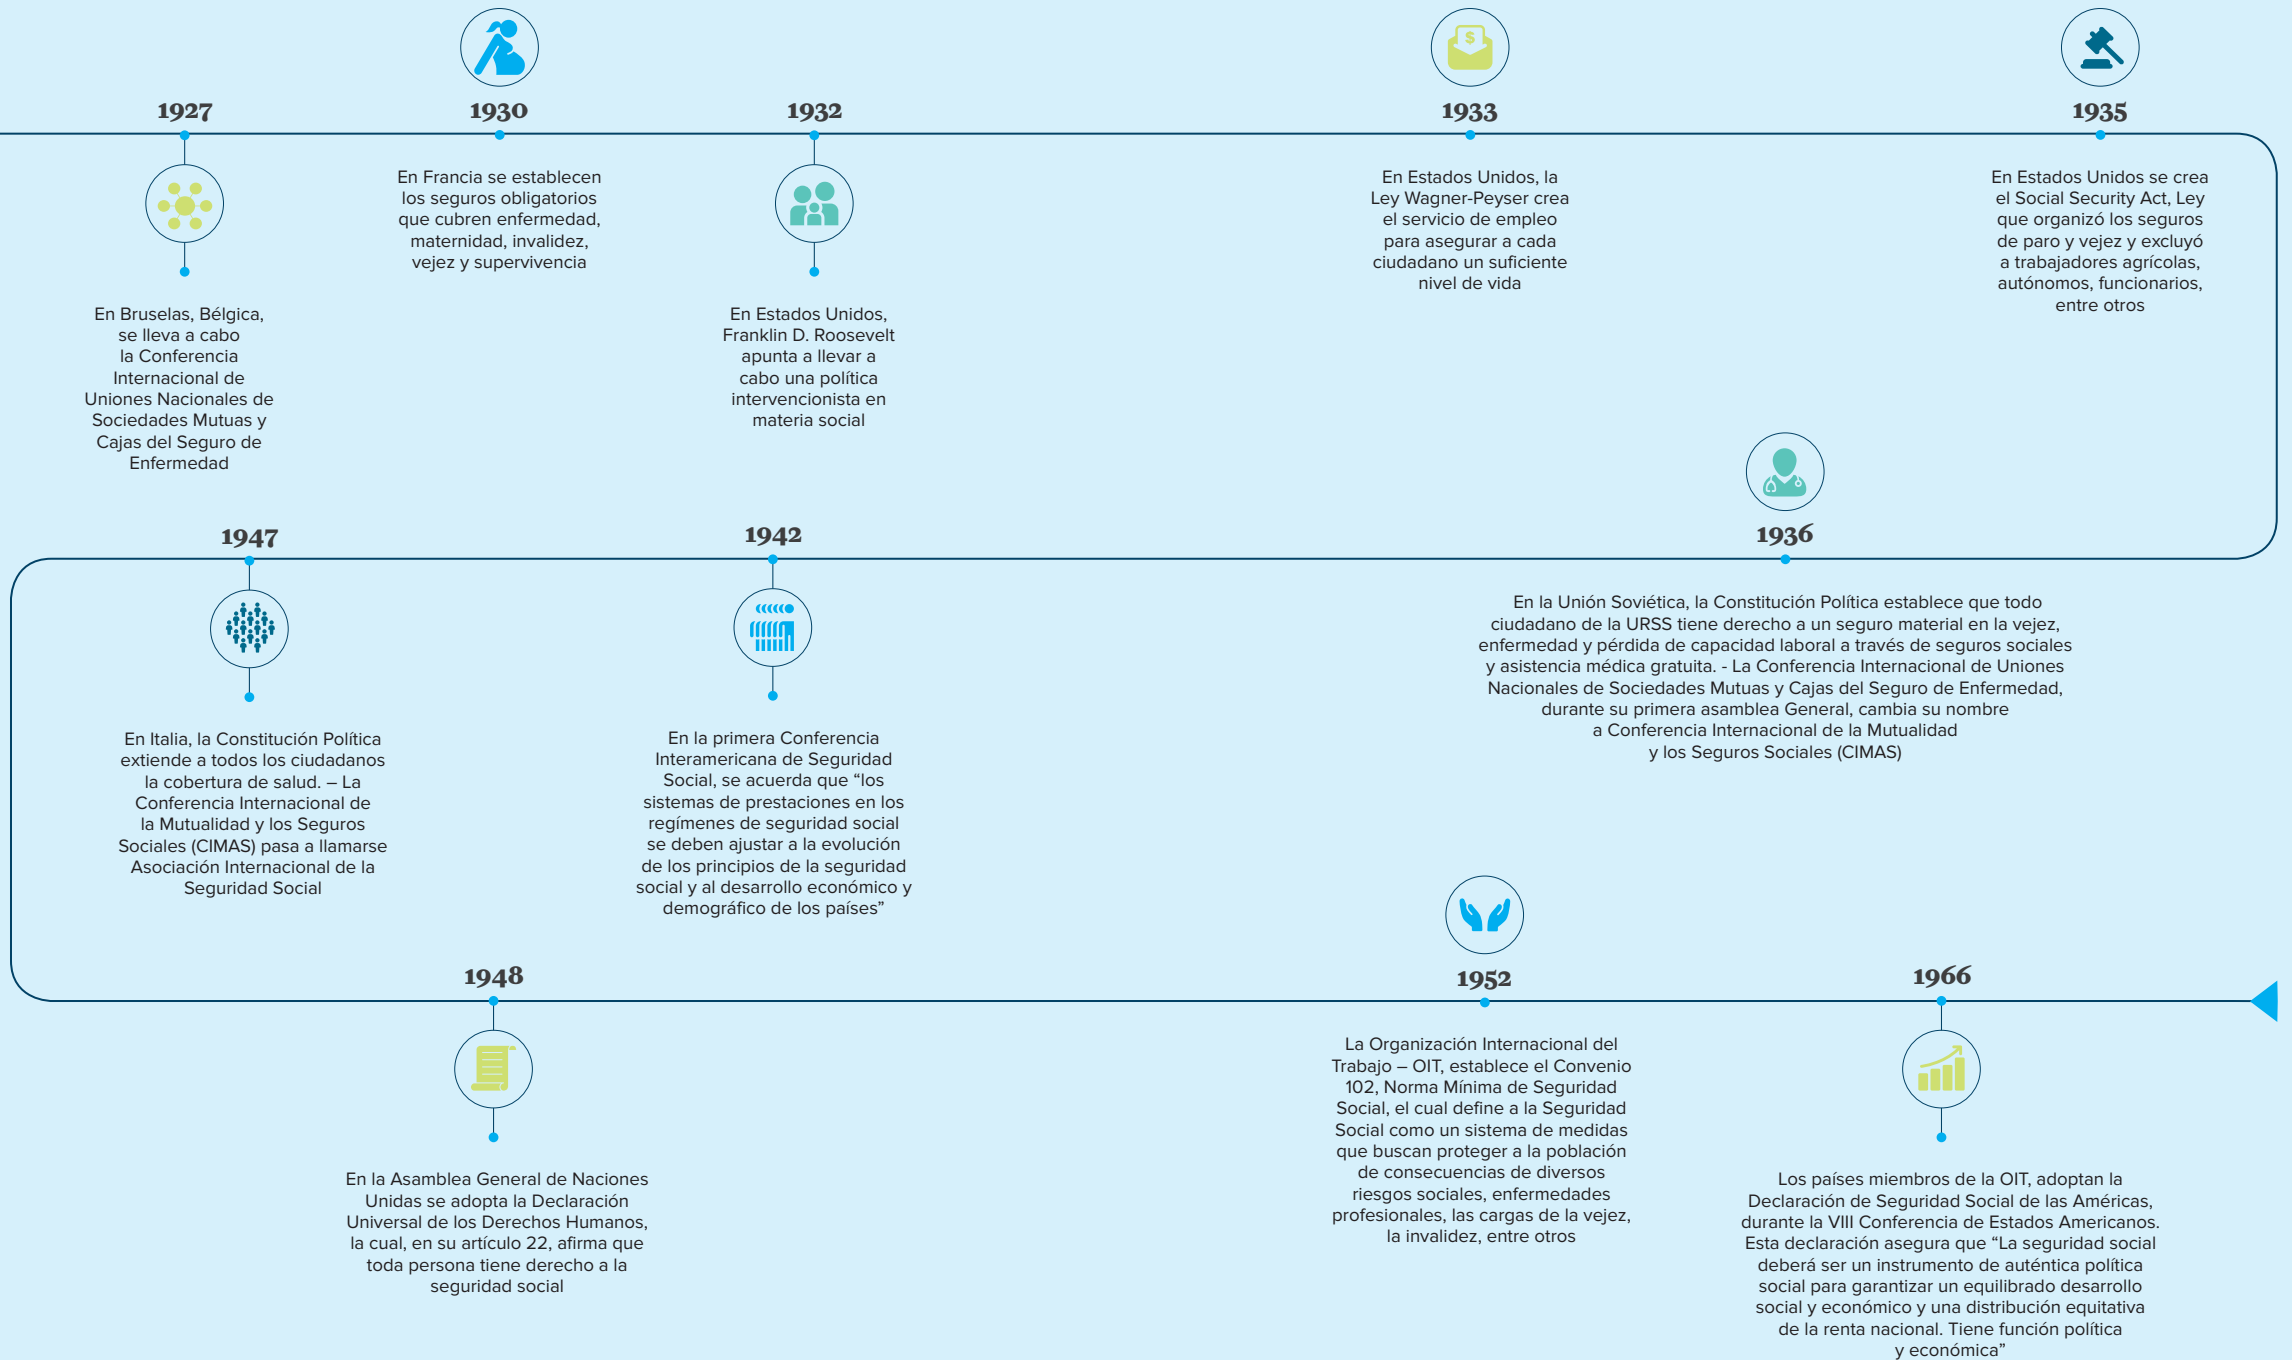 1927
En Bruselas, Bélgica,
se lleva a cabo
la Conferencia
Internacional de
Uniones Nacionales de
Sociedades Mutuas y
Cajas del Seguro de
Enfermedad
1930
En Francia se establecen
los seguros obligatorios
que cubren enfermedad,
maternidad, invalidez,
vejez y supervivencia
1932
En Estados Unidos,
Franklin D. Roosevelt
apunta a llevar a
cabo una política
intervencionista en
materia social
$
1933
En Estados Unidos, la
Ley Wagner-Peyser crea
el servicio de empleo
para asegurar a cada
ciudadano un suficiente
nivel de vida
1935
En Estados Unidos se crea
el Social Security Act, Ley
que organizó los seguros
de paro y vejez y excluyó
a trabajadores agrícolas,
autónomos, funcionarios,
entre otros
1936
En la Unión Soviética, la Constitución Política establece que todo
ciudadano de la URSS tiene derecho a un seguro material en la vejez,
enfermedad y pérdida de capacidad laboral a través de seguros sociales
y asistencia médica gratuita. - La Conferencia Internacional de Uniones
Nacionales de Sociedades Mutuas y Cajas del Seguro de Enfermedad,
durante su primera asamblea General, cambia su nombre
a Conferencia Internacional de la Mutualidad
y los Seguros Sociales (CIMAS)
1942
En la primera Conferencia
Interamericana de Seguridad
Social, se acuerda que “los
sistemas de prestaciones en los
regímenes de seguridad social
se deben ajustar a la evolución
de los principios de la seguridad
social y al desarrollo económico y
demográfico de los países”
1947
En Italia, la Constitución Política
extiende a todos los ciudadanos
la cobertura de salud. – La
Conferencia Internacional de
la Mutualidad y los Seguros
Sociales (CIMAS) pasa a llamarse
Asociación Internacional de la
Seguridad Social
1948
En la Asamblea General de Naciones
Unidas se adopta la Declaración
Universal de los Derechos Humanos,
la cual, en su artículo 22, afirma que
toda persona tiene derecho a la
seguridad social
1952
La Organización Internacional del
Trabajo – OIT, establece el Convenio
102, Norma Mínima de Seguridad
Social, el cual define a la Seguridad
Social como un sistema de medidas
que buscan proteger a la población
de consecuencias de diversos
riesgos sociales, enfermedades
profesionales, las cargas de la vejez,
la invalidez, entre otros
1966
Los países miembros de la OIT, adoptan la
Declaración de Seguridad Social de las Américas,
durante la VIII Conferencia de Estados Americanos.
Esta declaración asegura que “La seguridad social
deberá ser un instrumento de auténtica política
social para garantizar un equilibrado desarrollo
social y económico y una distribución equitativa
de la renta nacional. Tiene función política
y económica”